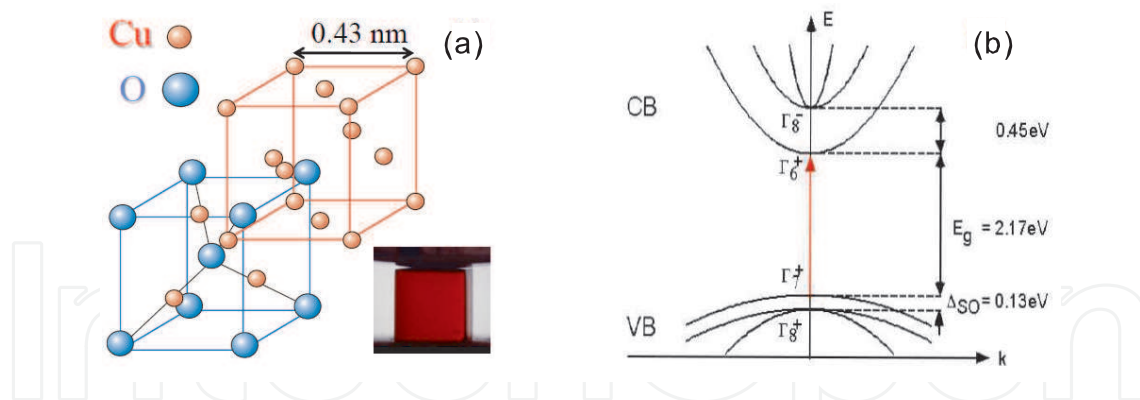 Cu
O
0.43 nm
(a)
(b)
E
CB
Γ8-
0.45eV
Γ6+
Eg = 2.17eV
Γ7+
ΔSO = 0.13eV
VB
Γ8+
k